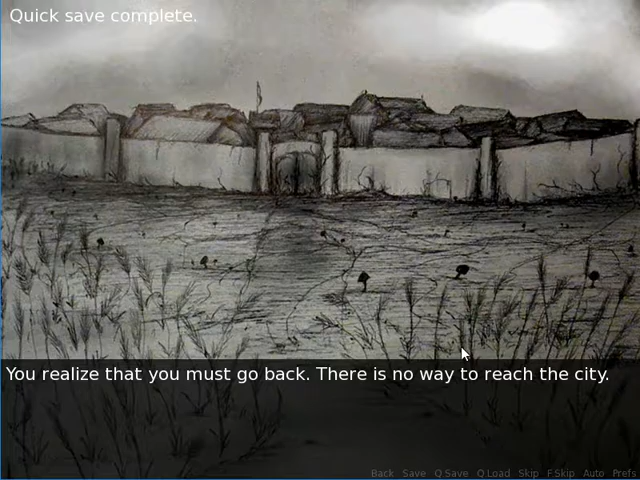 Quick save complete.
You realize that you must go back. There is no way to reach the city.
Back Save Q.Save Q.Load Skip F.Skip Auto Prefs